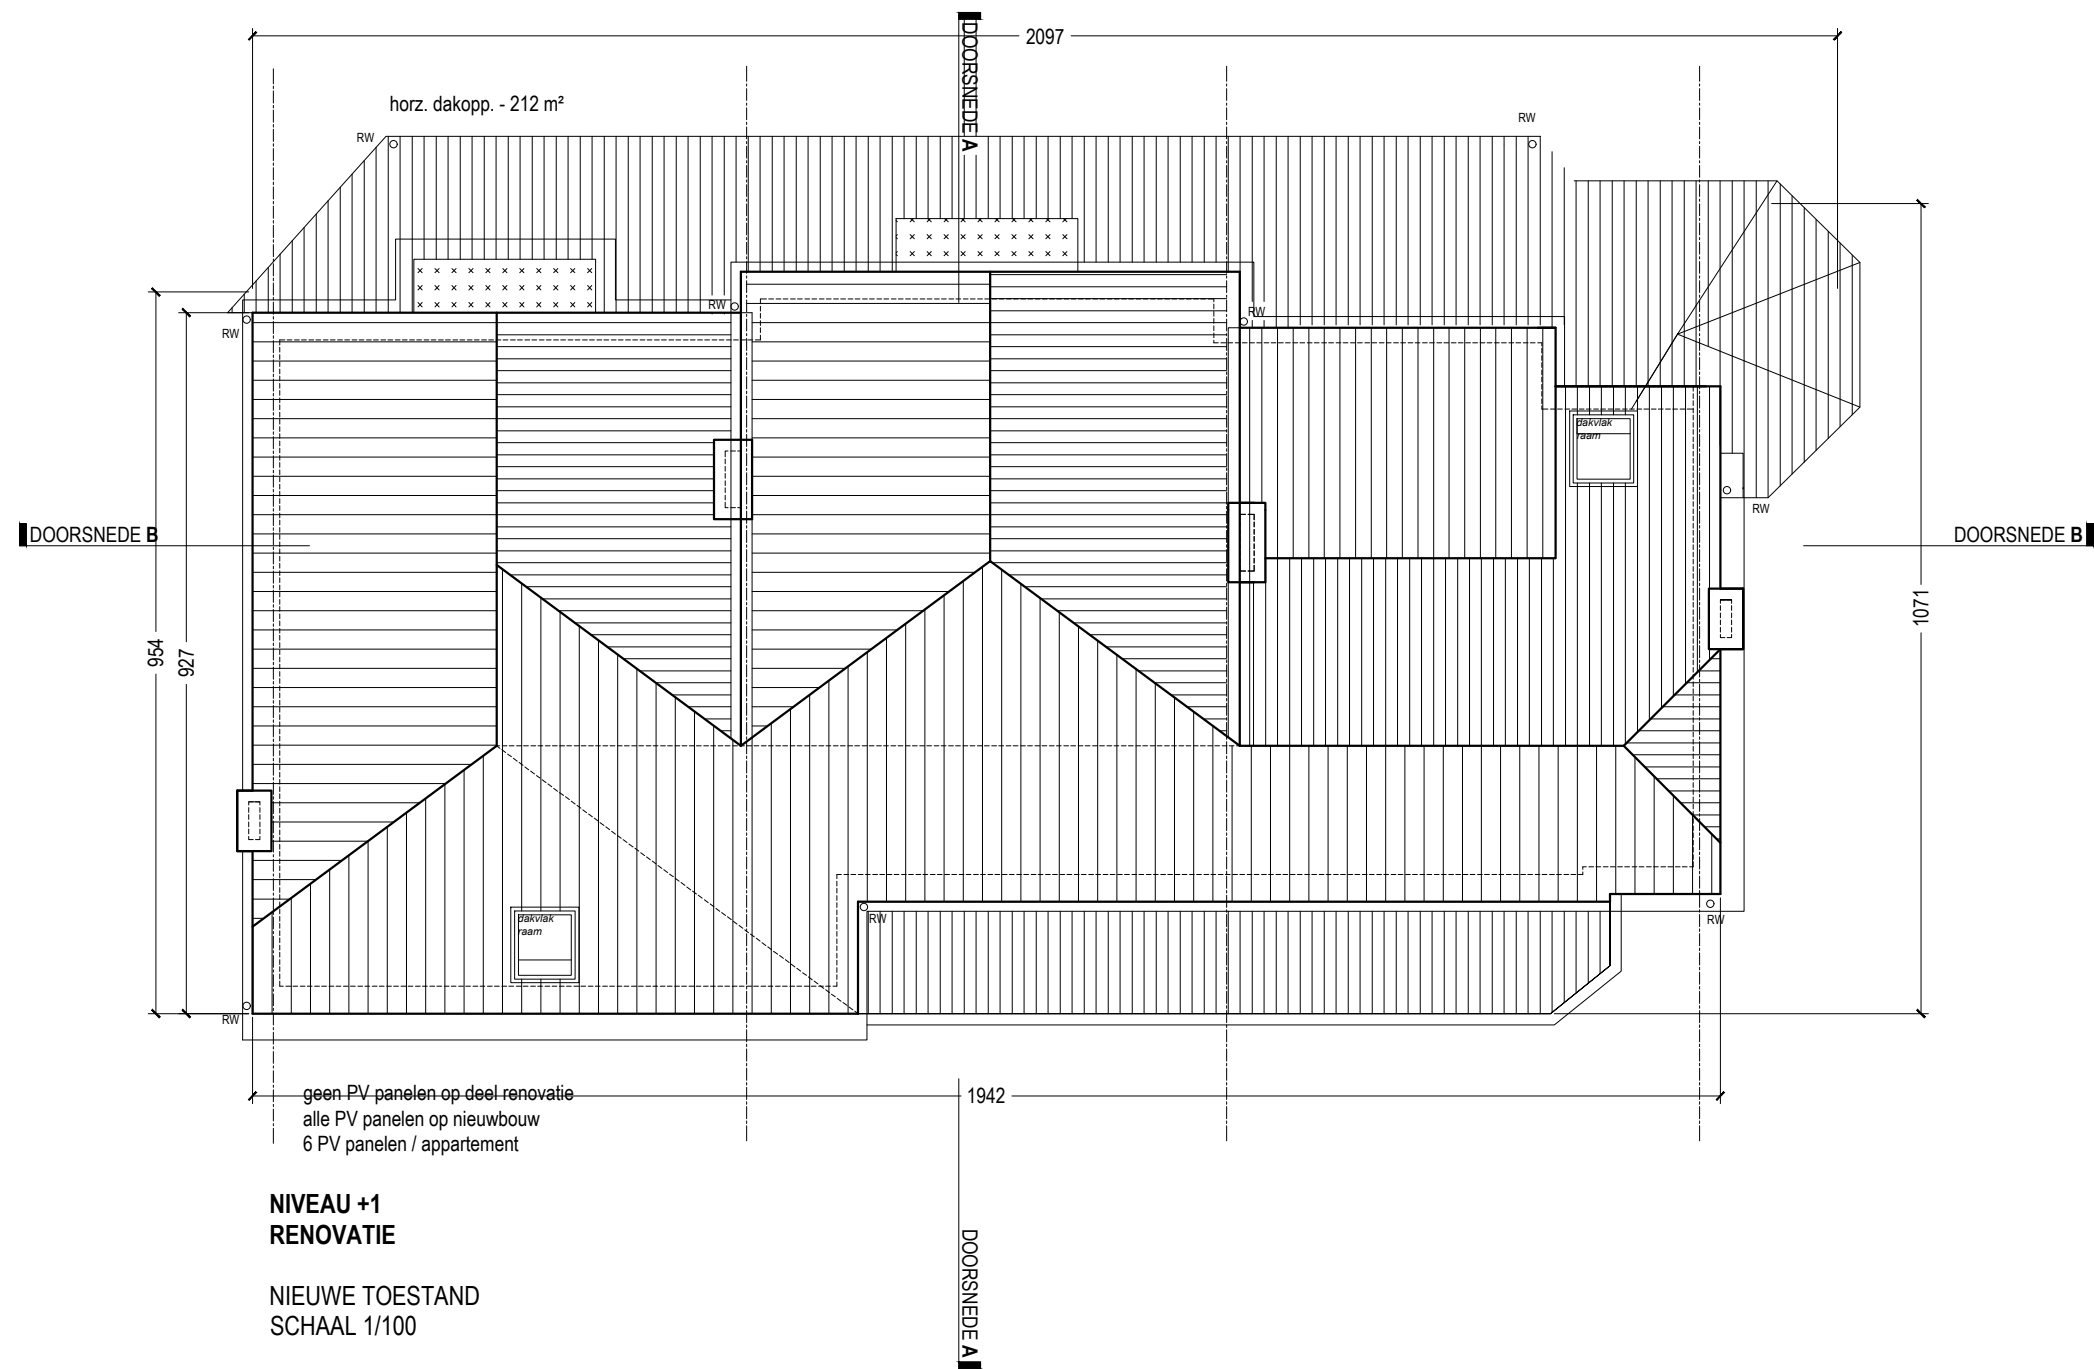 DOORSNEDE A
2097
horz. dakopp. - 212 m²
RW
RW
RW
RW
RW
dakvlak
raam
RW
DOORSNEDE B
DOORSNEDE B
954
927
1071
dakvlak
raam
RW
RW
RW
geen PV panelen op deel renovatie
alle PV panelen op nieuwbouw
6 PV panelen / appartement
1942
NIVEAU +1
RENOVATIE
NIEUWE TOESTAND
SCHAAL 1/100
DOORSNEDE A